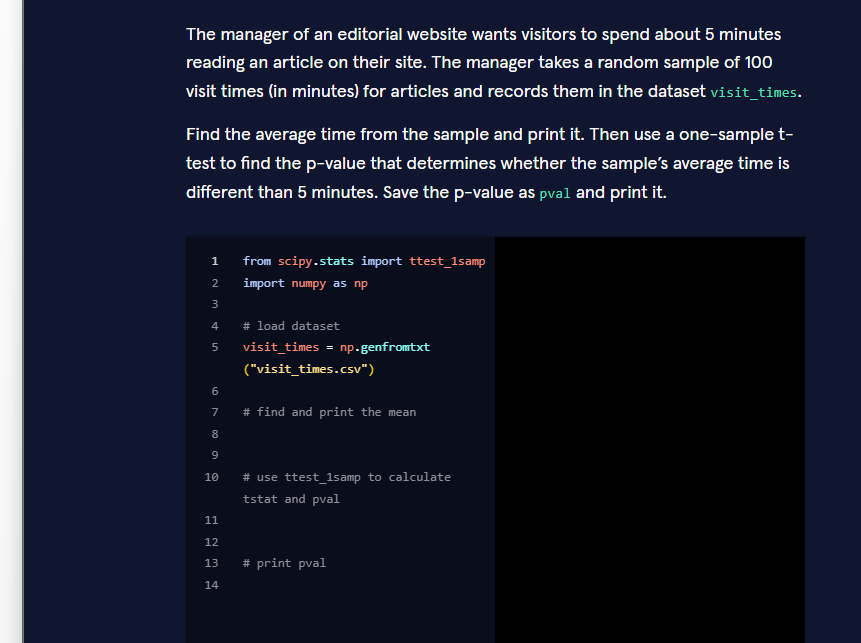 The manager of an editorial website wants visitors to spend about 5 minutes
reading an article on their site. The manager takes a random sample of 100
visit times (in minutes) for articles and records them in the dataset visit_times.
Find the average time from the sample and print it. Then use a one-sample t-
test to find the p-value that determines whether the sample’s average time is
different than 5 minutes. Save the p-value as pval and print it.
1 from scipy.stats import ttest_1samp
2 import numpy as np
3
4 # load dataset
5 visit_times = np.genfromtxt
("visit_times.csv")
6
7 # find and print the mean
8
9
10 # use ttest_1samp to calculate
tstat and pval
11
12
13 # print pval
14